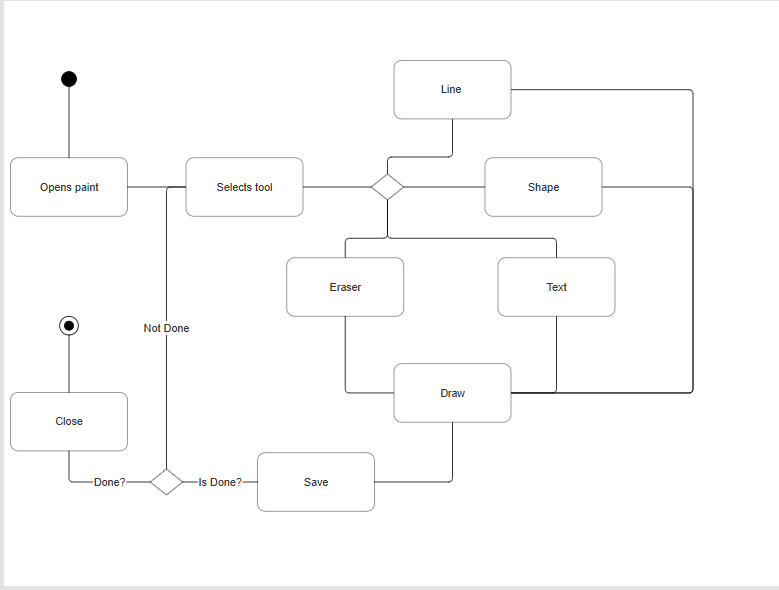 Line
Opens paint
Selects tool
Shape
Eraser
Text
Not Done
Draw
Close
Done?
Is Done?
Save